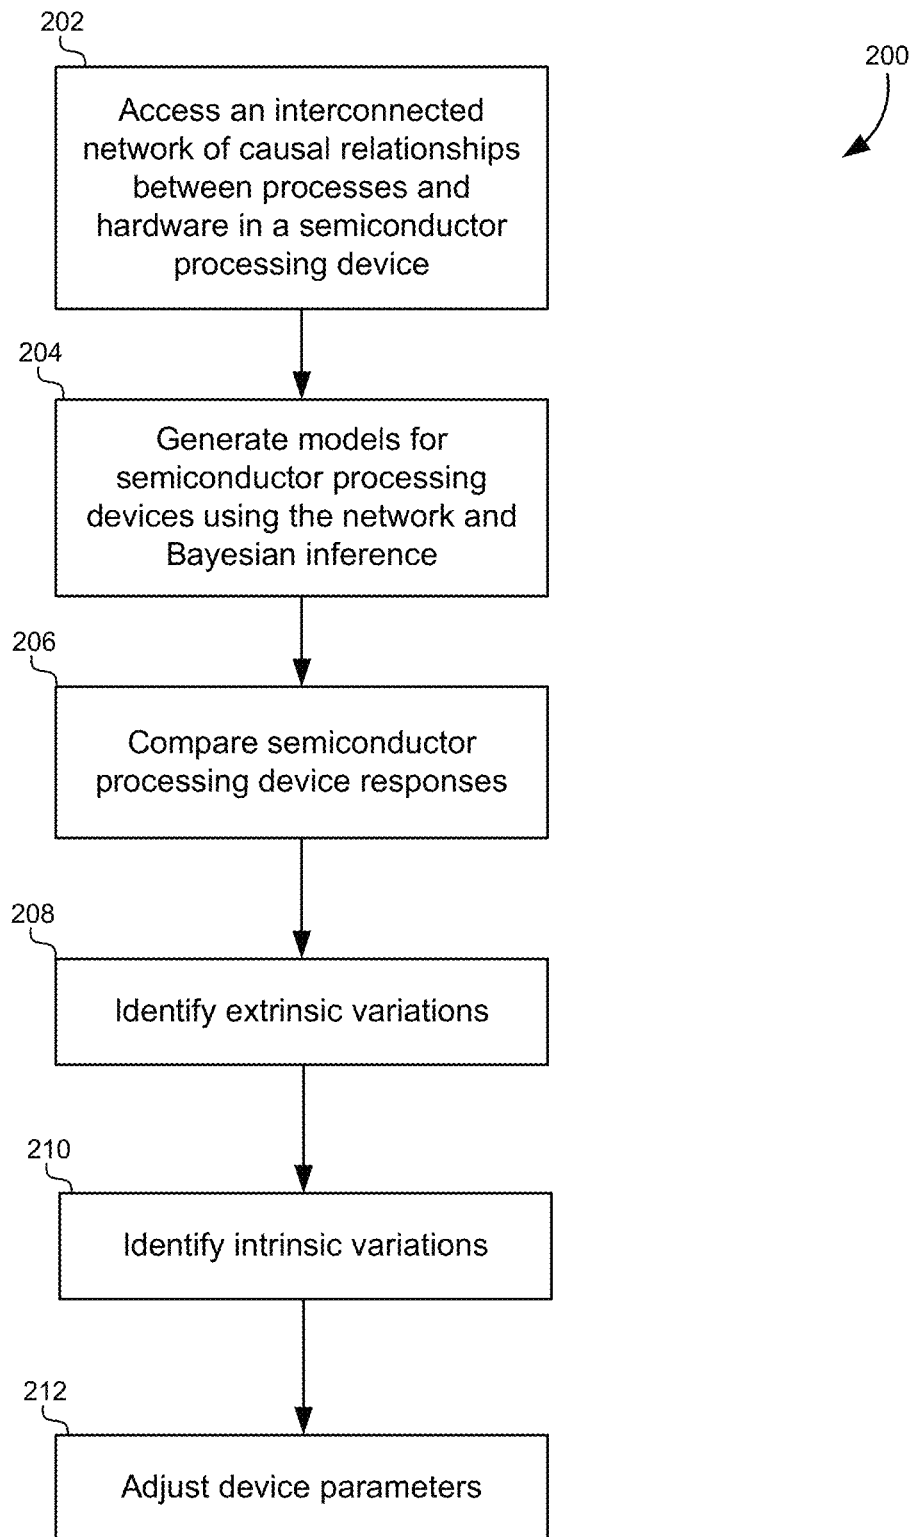 202
200
Access an interconnected
network of causal relationships
between processes and
hardware in a semiconductor
processing device
204
Generate models for
semiconductor processing
devices using the network and
Bayesian inference
206
Compare semiconductor
processing device responses
208
Identify extrinsic variations
210
Identify intrinsic variations
212
Adjust device parameters